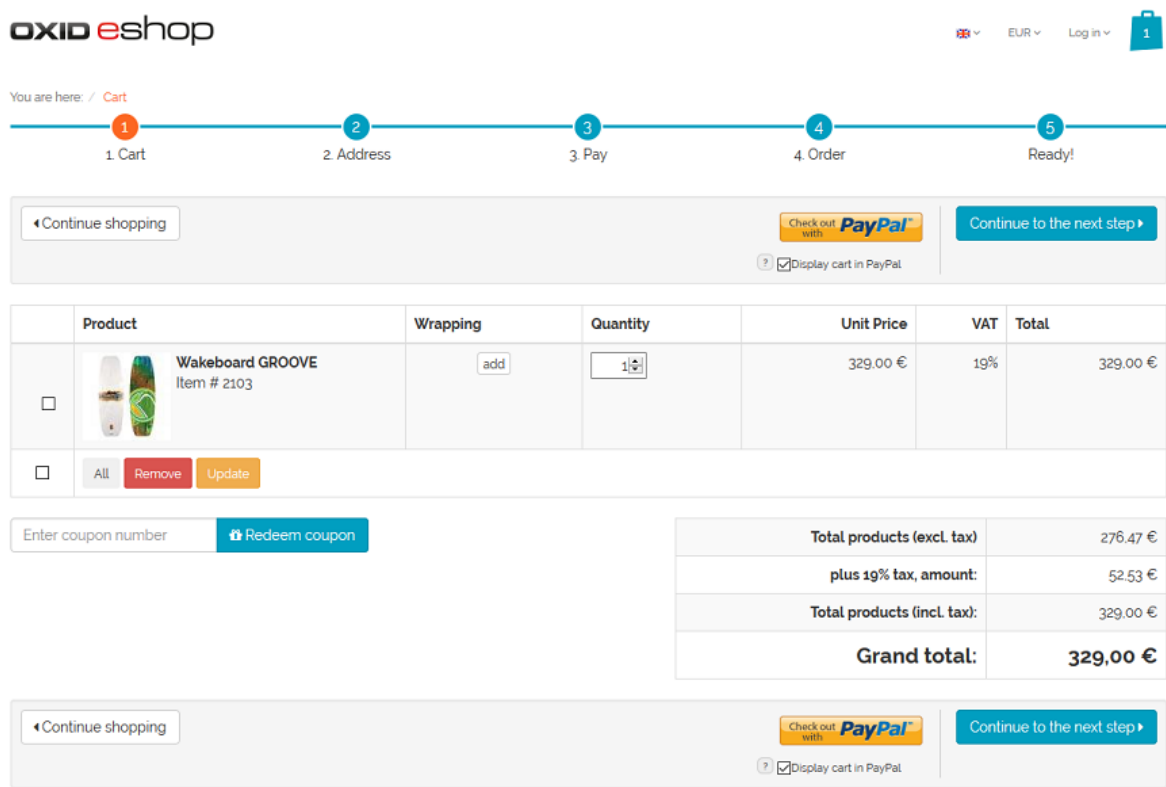 OXID eshop
EUR Log in 1
You are here: / Cart
1 2 3 4 5
1. Cart 2. Address 3. Pay 4. Order Ready!
Continue shopping Check out with PayPal™ Continue to the next step
? Display cart in PayPal
Product Wrapping Quantity Unit Price VAT Total
Wakeboard GROOVE add 1 329,00 € 19% 329,00 €
Item # 2103
All Remove Update
Enter coupon number Redeem coupon
Total products (excl. tax) 276,47 €
plus 19% tax, amount: 52,53 €
Total products (incl. tax): 329,00 €
Grand total: 329,00 €
Continue shopping Check out with PayPal™ Continue to the next step
? Display cart in PayPal